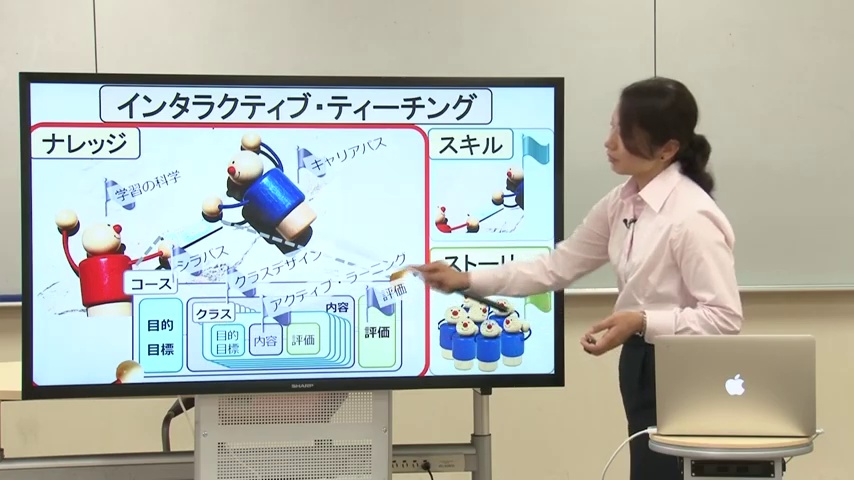 インタラクティブ・ティーチング
ナレッジ
スキル
キャリアパス
学習の科学
シラバス
クラスデザイン
アクティブ・ラーニング
評価
ストーリ
コース
目的
目標
クラス
内容
目的
目標
内容
評価
評価
SHARP